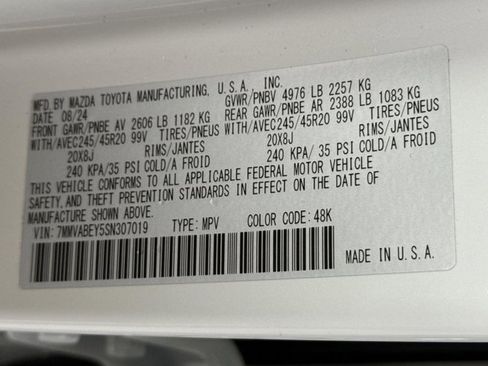 MFD. BY MAZDA TOYOTA MANUFACTURING, U.S.A., INC.
DATE 08/24 GVWR/PNBV 4976 LB 2257 KG
FRONT GAWR/PNBE AV 2606 LB 1182 KG REAR GAWR/PNBE AR 2388 LB 1083 KG
WITH/AVEC245/45R20 99V TIRES/PNEUS WITH/AVEC245/45R20 99V TIRES/PNEUS
20X8J RIMS/JANTES 20X8J RIMS/JANTES
240 KPA/35 PSI COLD/A FROID 240 KPA/35 PSI COLD/A FROID
THIS VEHICLE CONFORMS TO ALL APPLICABLE FEDERAL MOTOR VEHICLE
SAFETY, AND THEFT PREVENTION STANDARDS IN EFFECT ON THE DATE OF
MANUFACTURE SHOWN ABOVE.
VIN: 7MMVABEY5SN307019 TYPE: MPV COLOR CODE: 48K
MADE IN U.S.A.